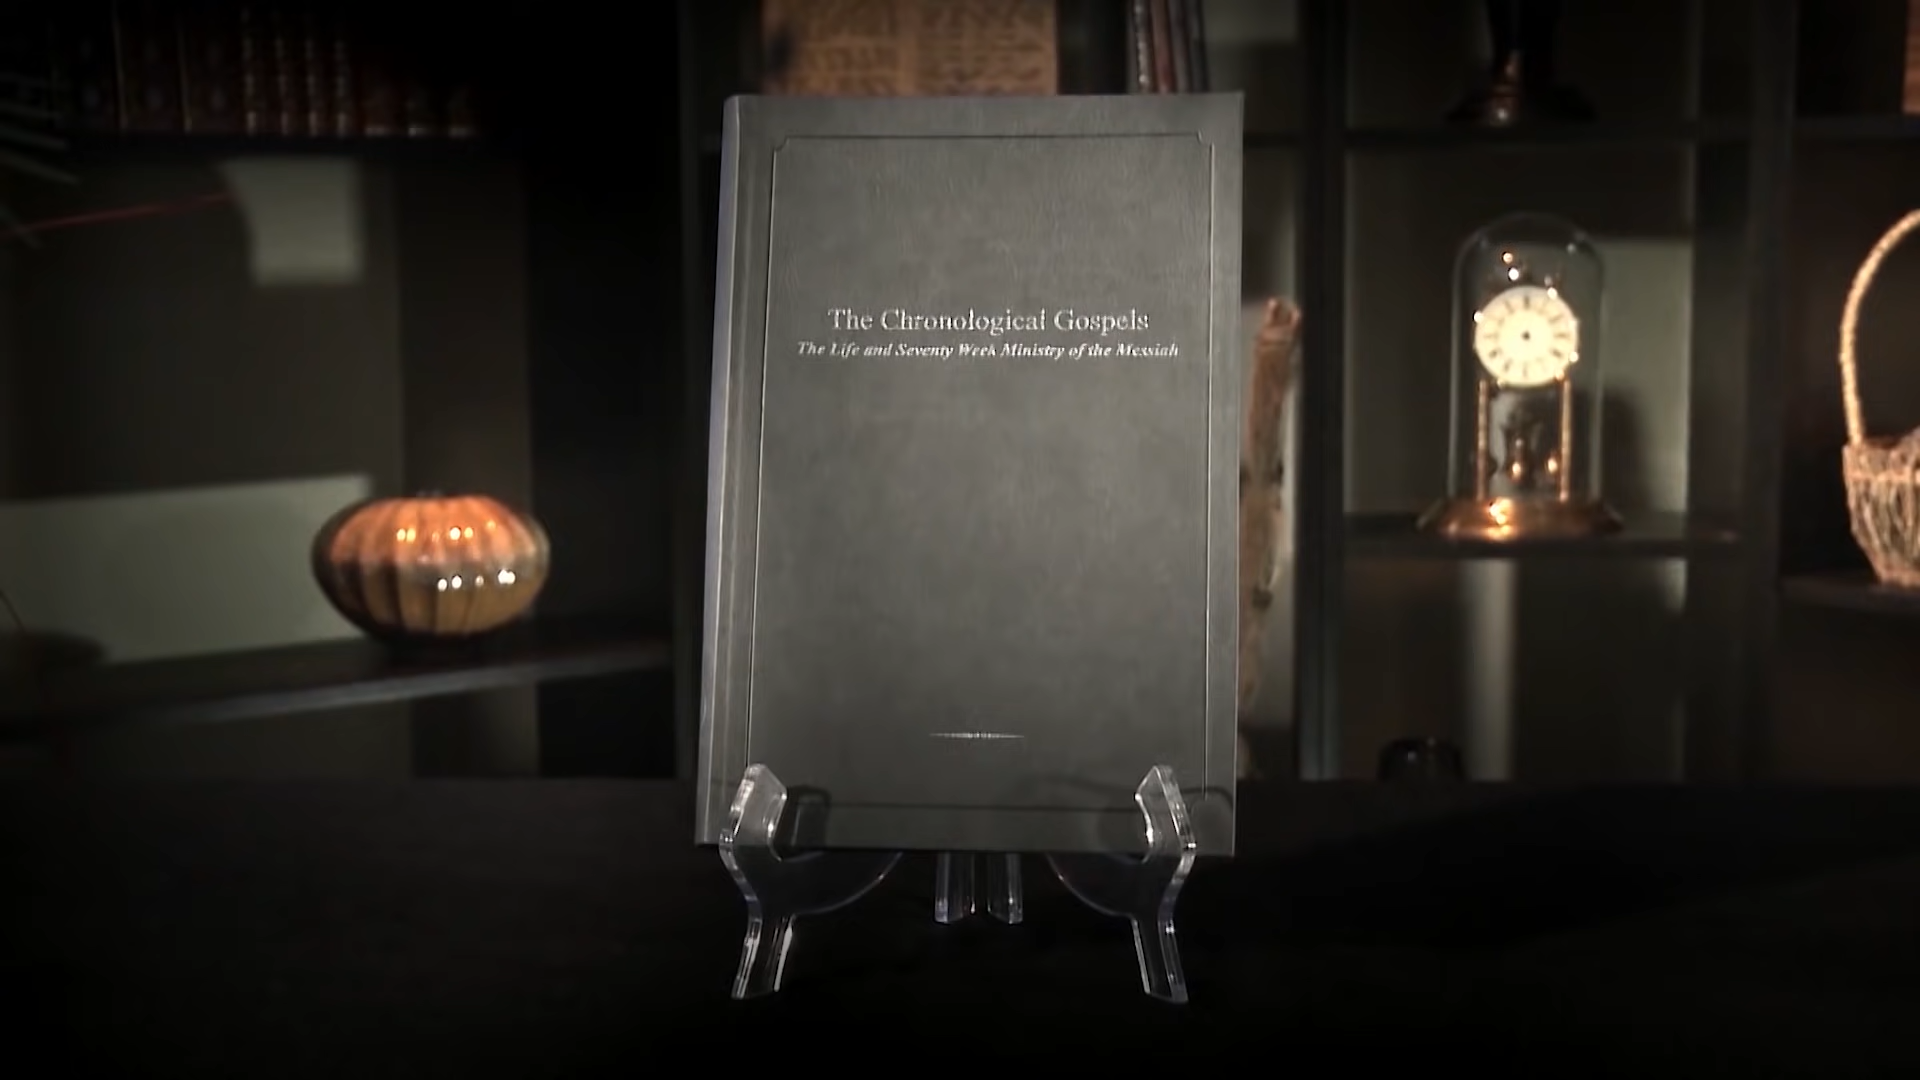 The Chronological Gospels
The Life and Seventy Week Ministry of the Messiah